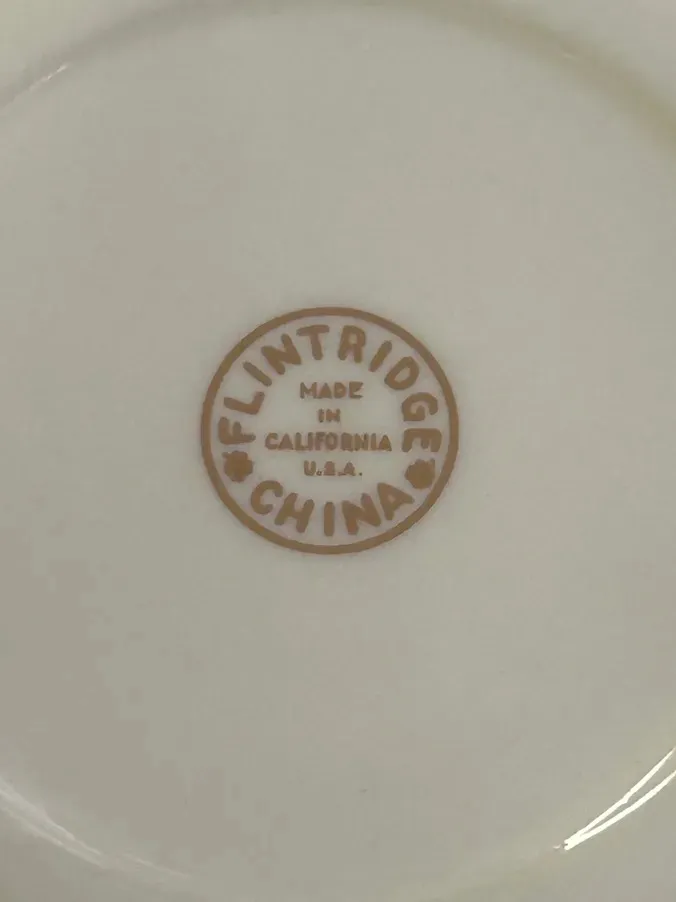 FLINTRIDGE
MADE
IN
CALIFORNIA
U.S.A.
CHINA